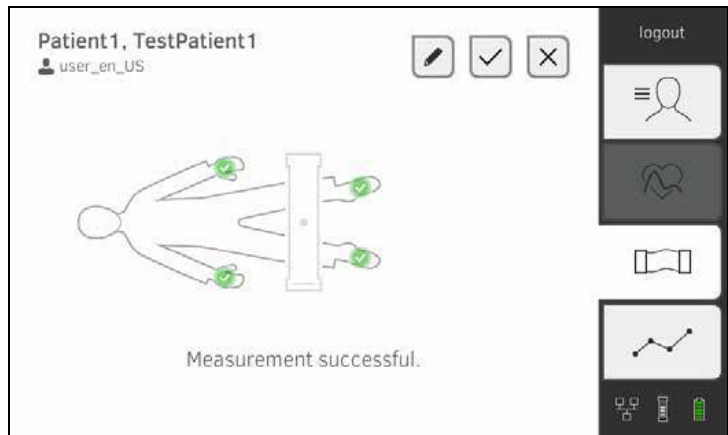 Patient1, TestPatient1
user_en_US
logout
Measurement successful.